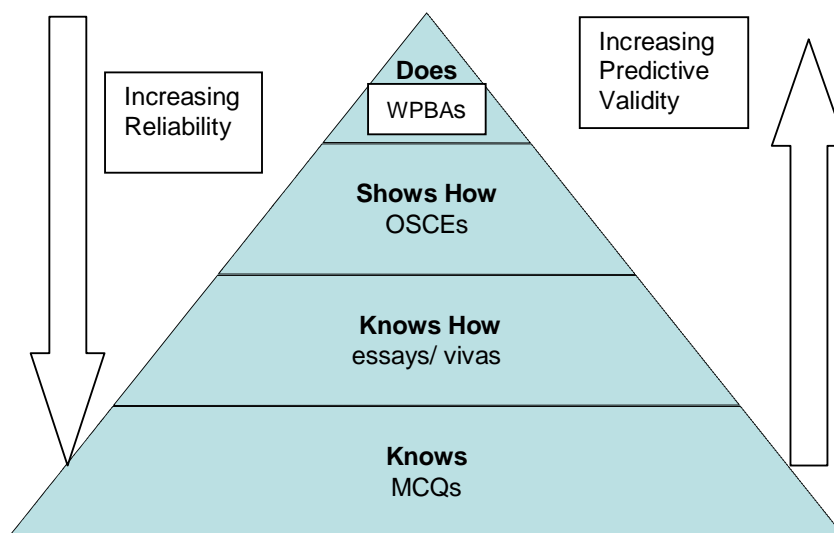 Increasing
Reliability
Does
WPBAs
Increasing
Predictive
Validity
Shows How
OSCEs
Knows How
essays/ vivas
Knows
MCQs